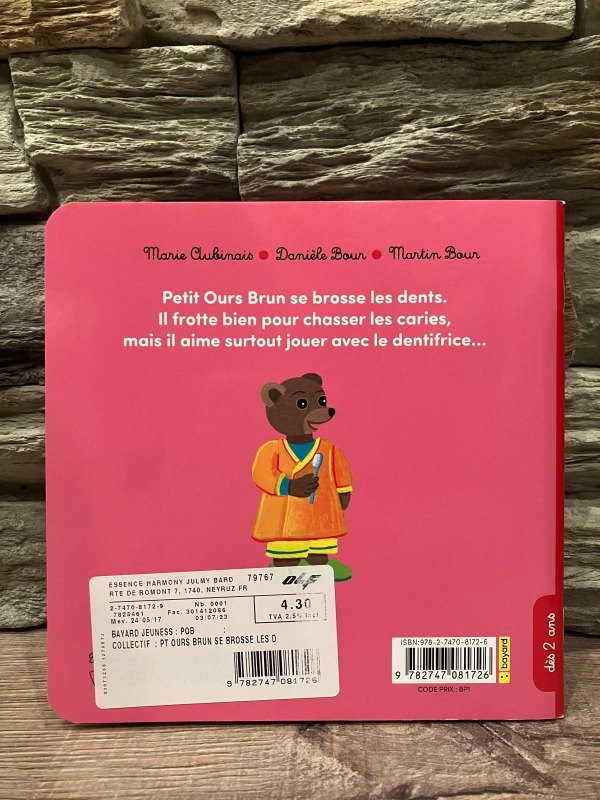 Marie Aubinais • Danièle Bour • Martin Bour
Petit Ours Brun se brosse les dents.
Il frotte bien pour chasser les caries,
mais il aime surtout jouer avec le dentifrice...
ESSENCE HARMONY JULMY BARD 79767 OLF
RTE DE ROMONT 7, 1740, NEYRUZ FR
2-7470-8172-9 Nb. 0001 4.30
7825461 Fac. 301412086
Mev. 24/05/17 03/07/23 TVA 2.5% incl
BAYARD JEUNESS : POB
COLLECTIF : PT OURS BRUN SE BROSSE LES D
9 782747 081726
ISBN:978-2-7470-8172-6
9 782747 081726
CODE PRIX : BP1
bayard
dès 2 ans